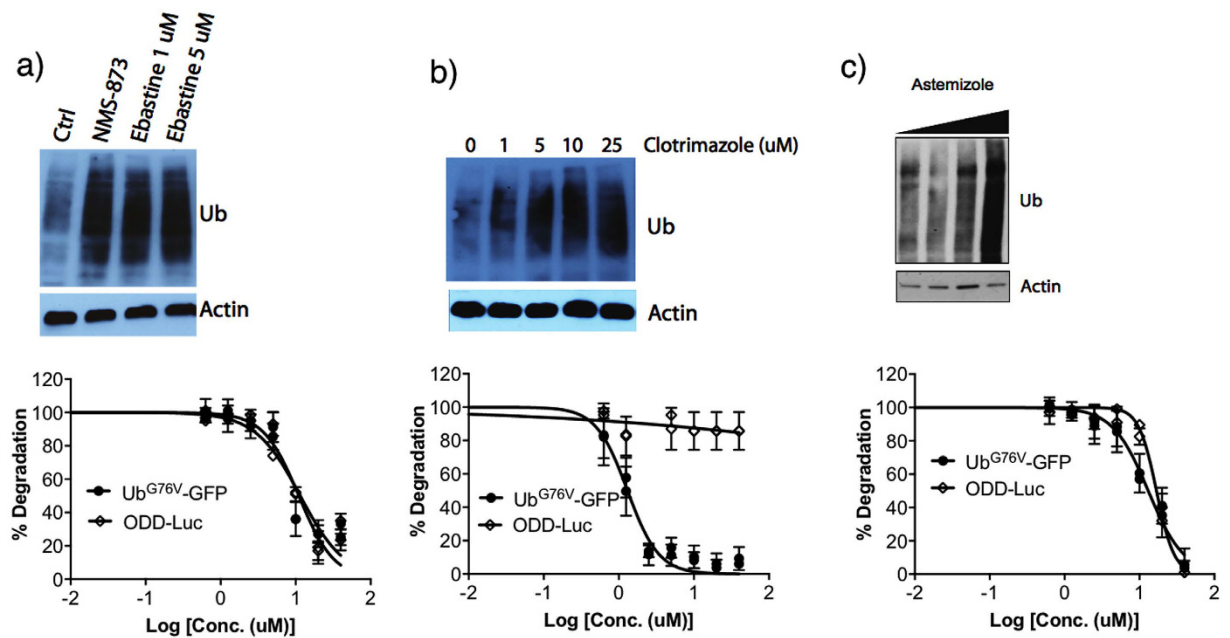 a)
Ctrl
NMS-873
Ebastine 1 uM
Ebastine 5 uM
Ub
Actin
120
100
80
60
40
20
0
% Degradation
Ub^G76V-GFP
ODD-Luc
-2 -1 0 1 2
Log [Conc. (uM)]
b)
0 1 5 10 25 Clotrimazole (uM)
Ub
Actin
120
100
80
60
40
20
0
% Degradation
Ub^G76V-GFP
ODD-Luc
-2 -1 0 1 2
Log [Conc. (uM)]
c)
Astemizole
Ub
Actin
120
100
80
60
40
20
0
% Degradation
Ub^G76V-GFP
ODD-Luc
-2 -1 0 1 2
Log [Conc. (uM)]